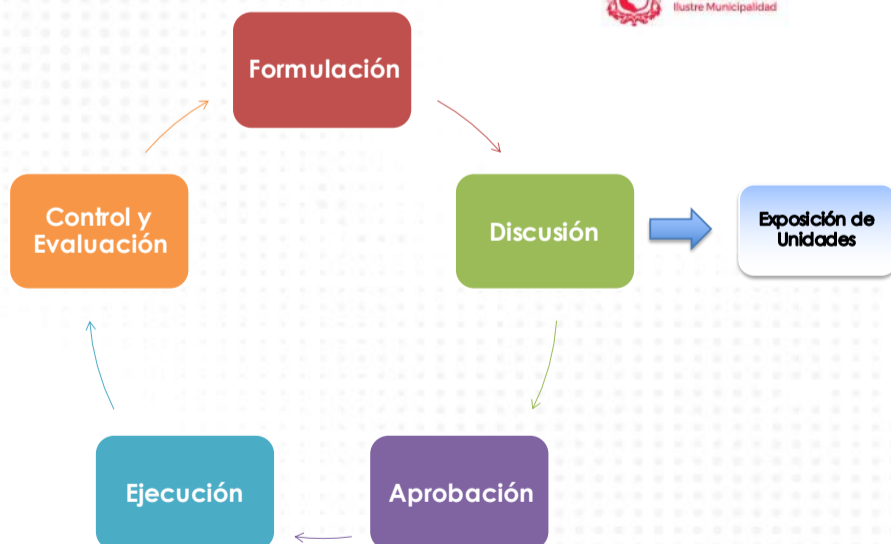 Ilustre Municipalidad
Formulación
Control y
Evaluación
Discusión
Exposición de
Unidades
Ejecución
Aprobación